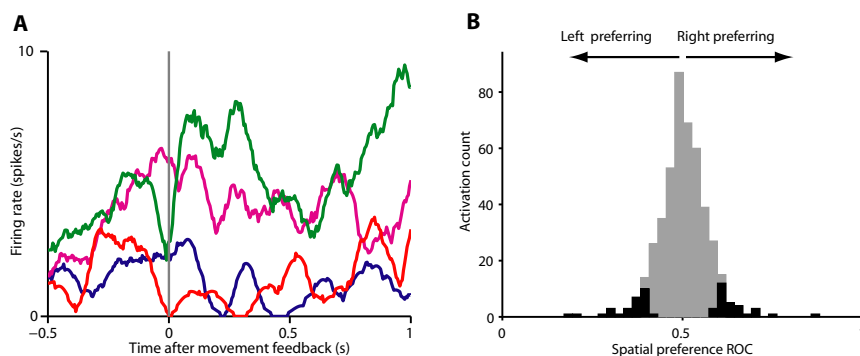 A
10
Firing rate (spikes/s)
0
−0.5
0
0.5
1
Time after movement feedback (s)
B
Left preferring
Right preferring
80
60
40
20
0
Activation count
0
0.5
Spatial preference ROC